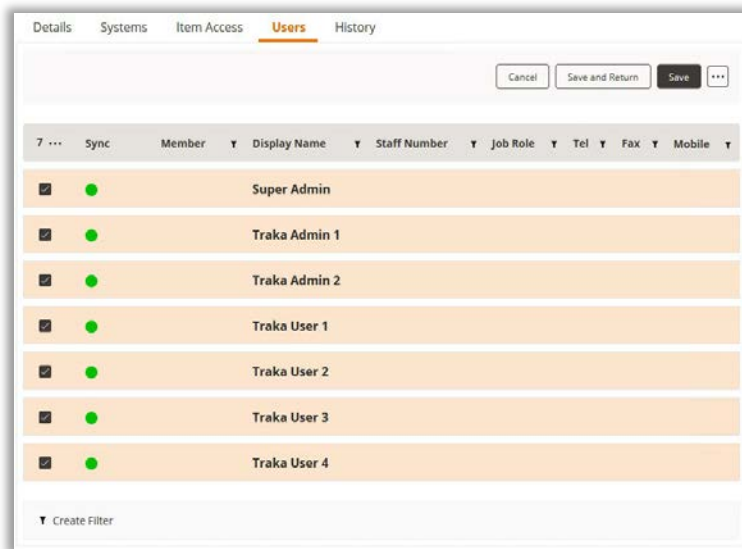 Details Systems Item Access Users History
Cancel Save and Return Save ...
7 ... Sync Member Display Name Staff Number Job Role Tel Fax Mobile
Super Admin
Traka Admin 1
Traka Admin 2
Traka User 1
Traka User 2
Traka User 3
Traka User 4
Create Filter